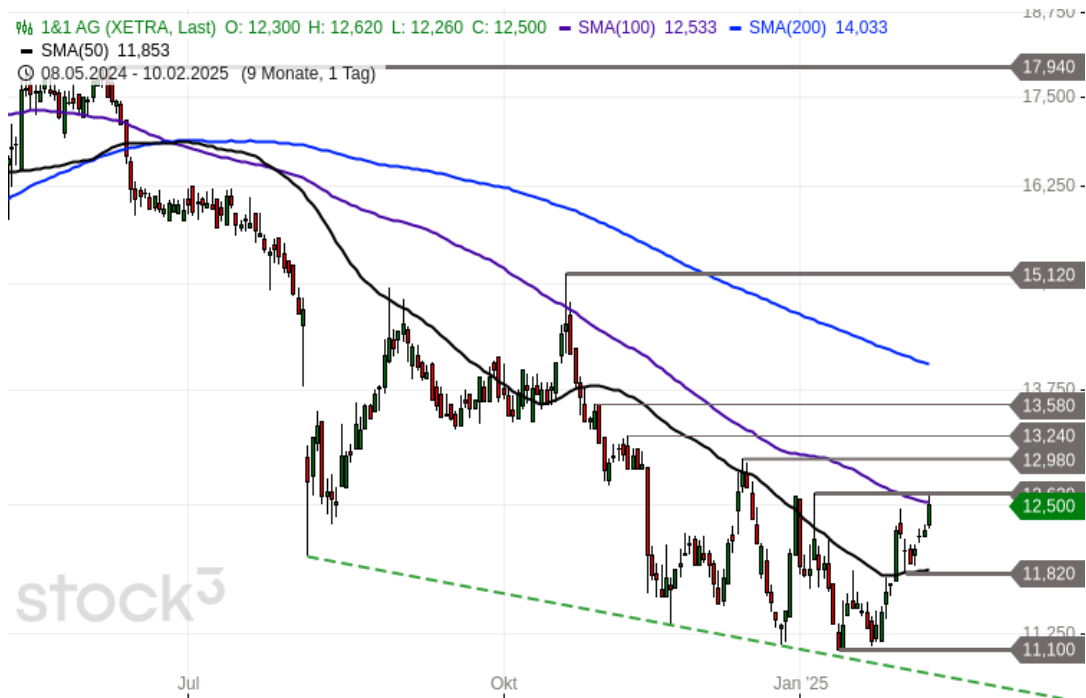 18,750
1&1 AG (XETRA, Last) O: 12,300 H: 12,620 L: 12,260 C: 12,500 SMA(100) 12,533 SMA(200) 14,033
SMA(50) 11,853
08.05.2024 - 10.02.2025 (9 Monate, 1 Tag)
17,940
17,500
16,250
15,120
13,750
13,580
13,240
12,980
12,500
11,820
11,250
11,100
stock3
Jul Okt Jan '25